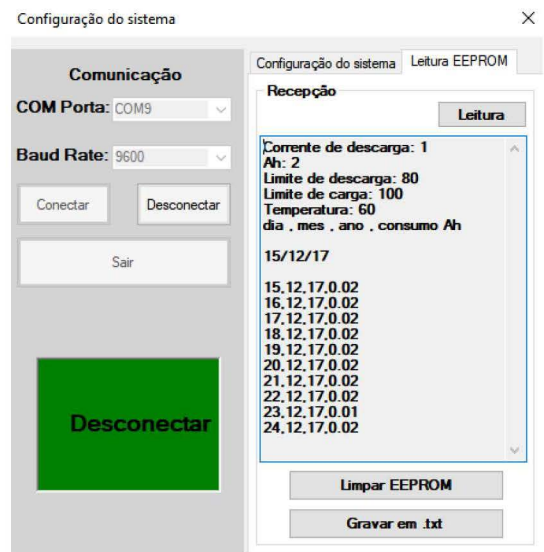 Configuração do sistema
Comunicação
COM Porta: COM9
Baud Rate: 9600
Conectar Desconectar
Sair
Desconectar
Configuração do sistema Leitura EEPROM
Recepção
Leitura
Corrente de descarga: 1
Ah: 2
Limite de descarga: 80
Limite de carga: 100
Temperatura: 60
dia , mes , ano , consumo Ah
15/12/17
15,12,17,0.02
16,12,17,0.02
17,12,17,0.02
18,12,17,0.02
19,12,17,0.02
20,12,17,0.02
21,12,17,0.02
22,12,17,0.02
23,12,17,0.01
24,12,17,0.02
Limpar EEPROM
Gravar em .txt